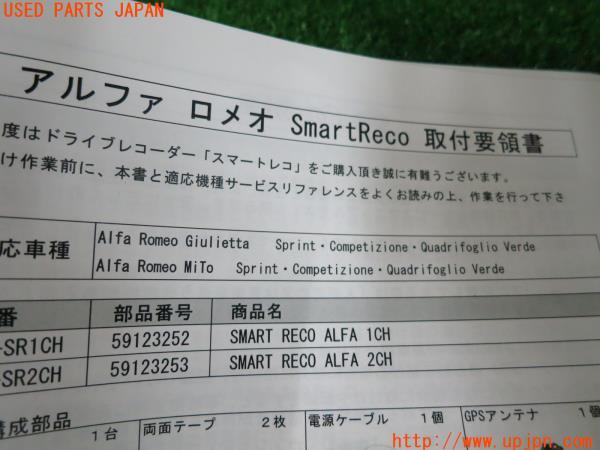 USED PARTS JAPAN
アルファ ロメオ SmartReco 取付要領書
度はドライブレコーダー「スマートレコ」をご購入頂き誠に有難うございます。
け作業前に、本書と適応機種サービスリファレンスをよくお読みの上、作業を行って下さ
応車種
Alfa Romeo Giulietta Sprint・Competizione・Quadrifoglio Verde
Alfa Romeo MiTo Sprint・Competizione・Quadrifoglio Verde
番 部品番号 商品名
-SR1CH 59123252 SMART RECO ALFA 1CH
-SR2CH 59123253 SMART RECO ALFA 2CH
構成部品
1台 両面テープ 2枚 電源ケーブル 1個 GPSアンテナ 1個
http://www.upjpn.com/